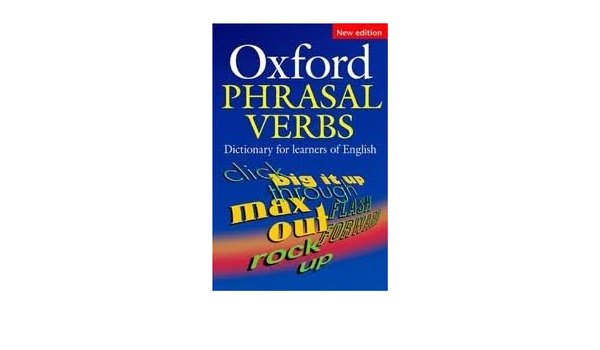 New edition
Oxford
PHRASAL
VERBS
Dictionary for learners of English
click
big it up
through
max
FLASH
out
FORWARD
rock
up